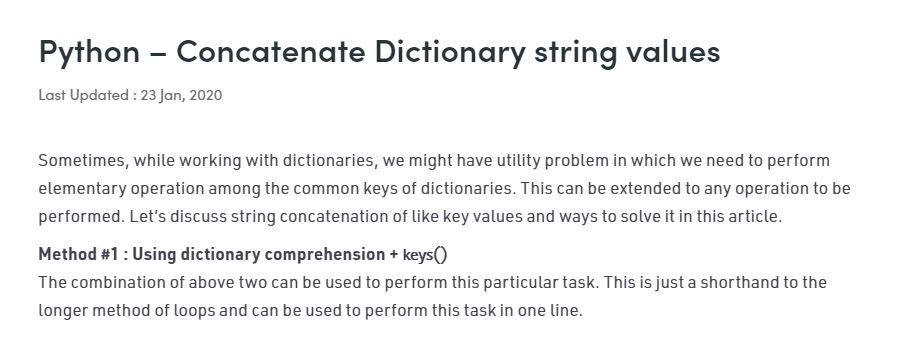 Python – Concatenate Dictionary string values
Last Updated : 23 Jan, 2020
Sometimes, while working with dictionaries, we might have utility problem in which we need to perform
elementary operation among the common keys of dictionaries. This can be extended to any operation to be
performed. Let’s discuss string concatenation of like key values and ways to solve it in this article.
Method #1 : Using dictionary comprehension + keys()
The combination of above two can be used to perform this particular task. This is just a shorthand to the
longer method of loops and can be used to perform this task in one line.